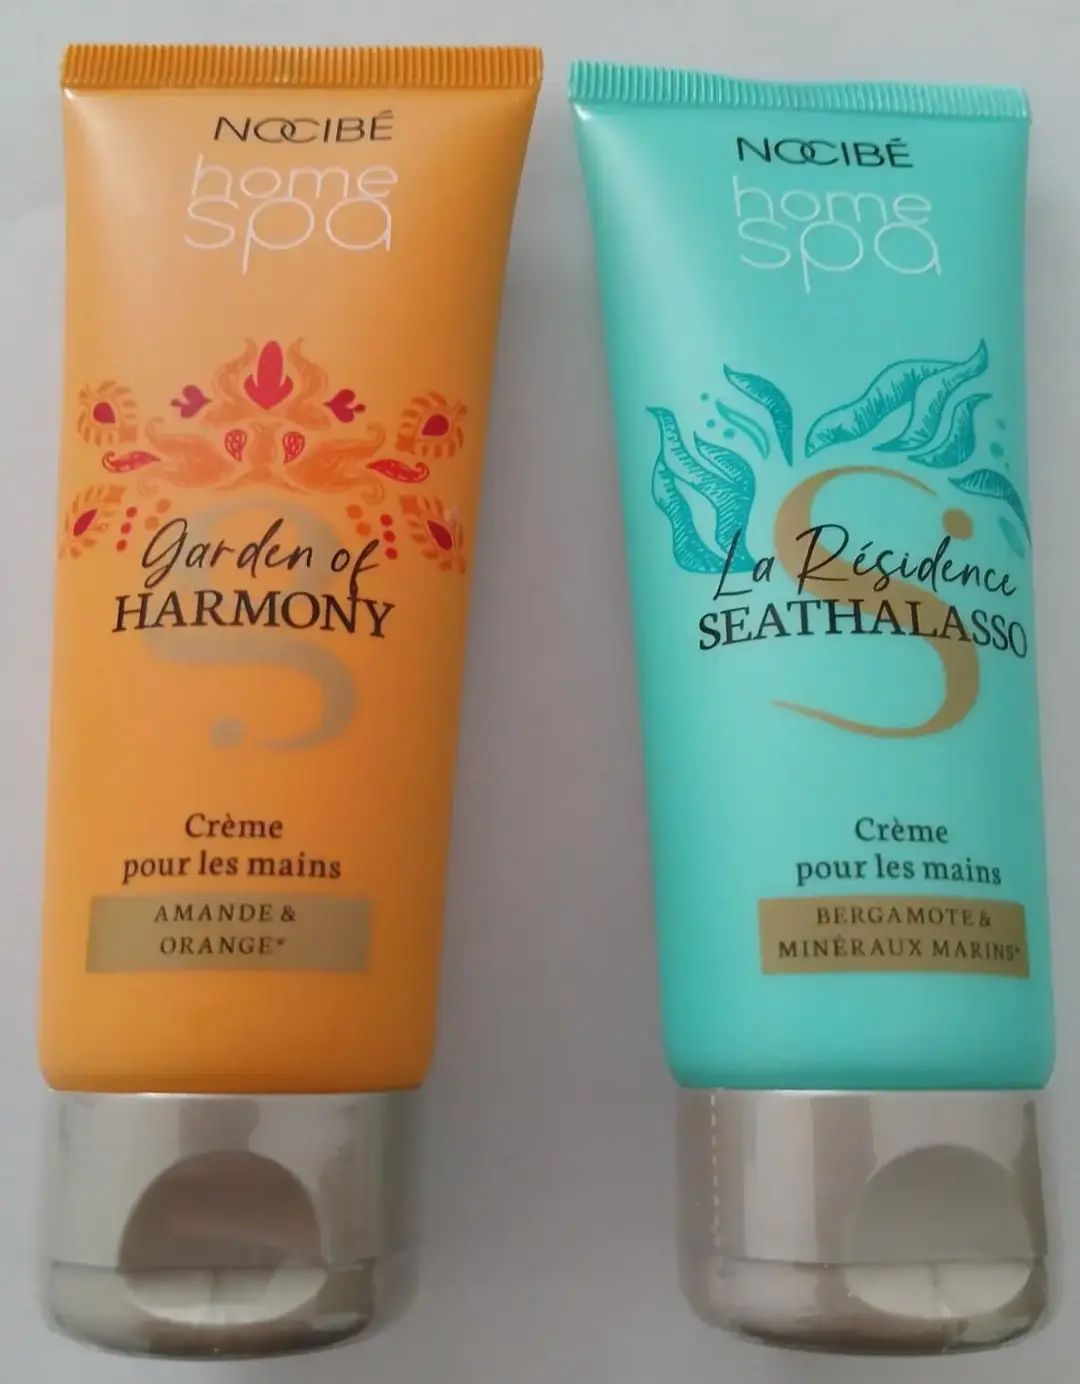 NOCIBÉ
home
spa
garden of
HARMONY
Crème
pour les mains
AMANDE &
ORANGE*
NOCIBÉ
home
spa
La Résidence
SEATHALASSO
Crème
pour les mains
BERGAMOTE &
MINÉRAUX MARINS*